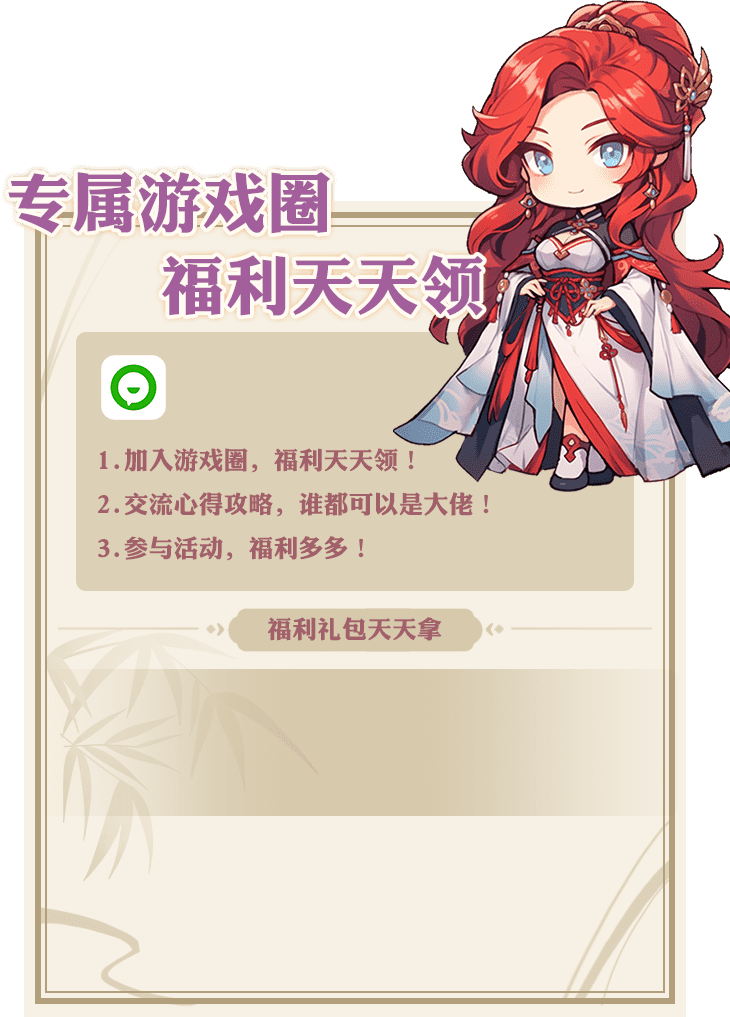 专属游戏圈
福利天天领
1.加入游戏圈，福利天天领！
2.交流心得攻略，谁都可以是大佬！
3.参与活动，福利多多！
福利礼包天天拿